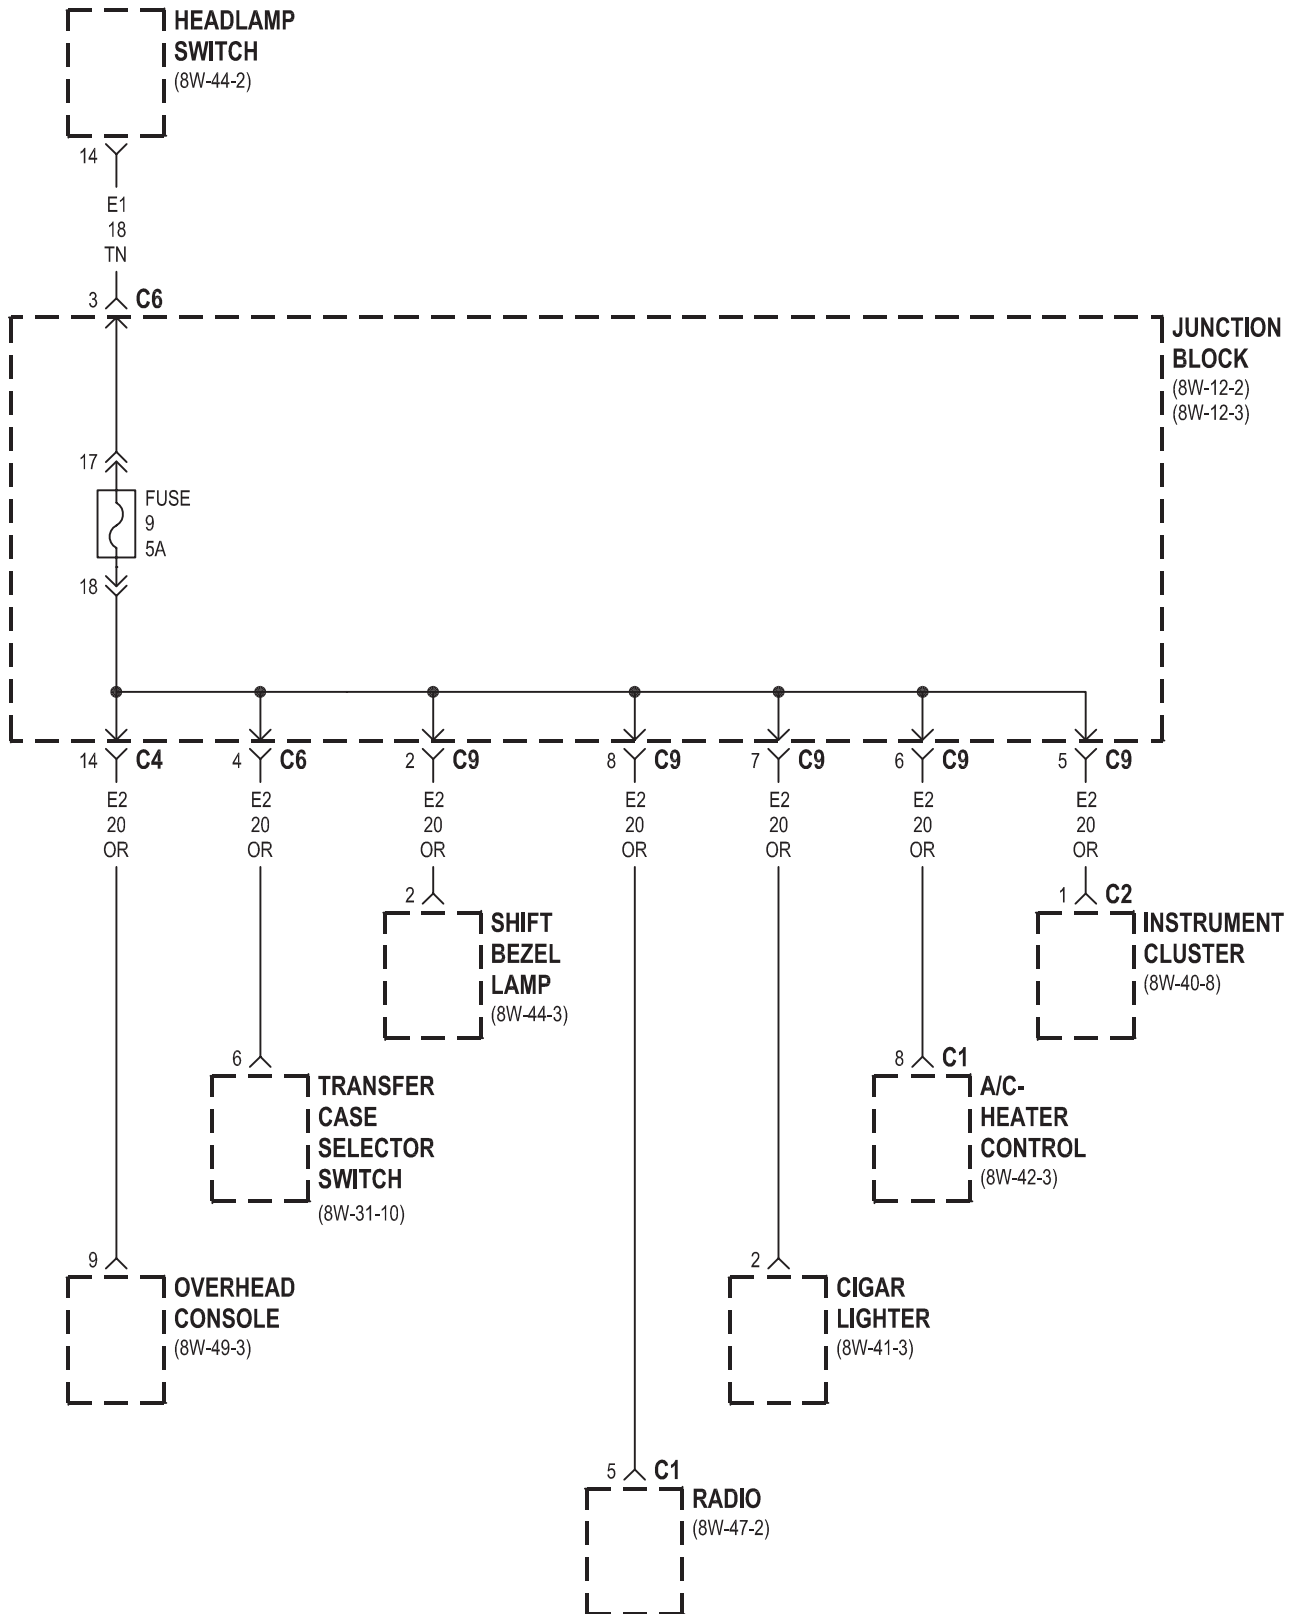 HEADLAMP
SWITCH
(8W-44-2)
14
E1
18
TN
3 C6
JUNCTION
BLOCK
(8W-12-2)
(8W-12-3)
17
FUSE
9
5A
18
14 C4 4 C6 2 C9 8 C9 7 C9 6 C9 5 C9
E2 E2 E2 E2 E2 E2 E2
20 20 20 20 20 20 20
OR OR OR OR OR OR OR
2
SHIFT
BEZEL
LAMP
(8W-44-3)
1 C2
INSTRUMENT
CLUSTER
(8W-40-8)
6
TRANSFER
CASE
SELECTOR
SWITCH
(8W-31-10)
8 C1
A/C-
HEATER
CONTROL
(8W-42-3)
9
OVERHEAD
CONSOLE
(8W-49-3)
2
CIGAR
LIGHTER
(8W-41-3)
5 C1
RADIO
(8W-47-2)